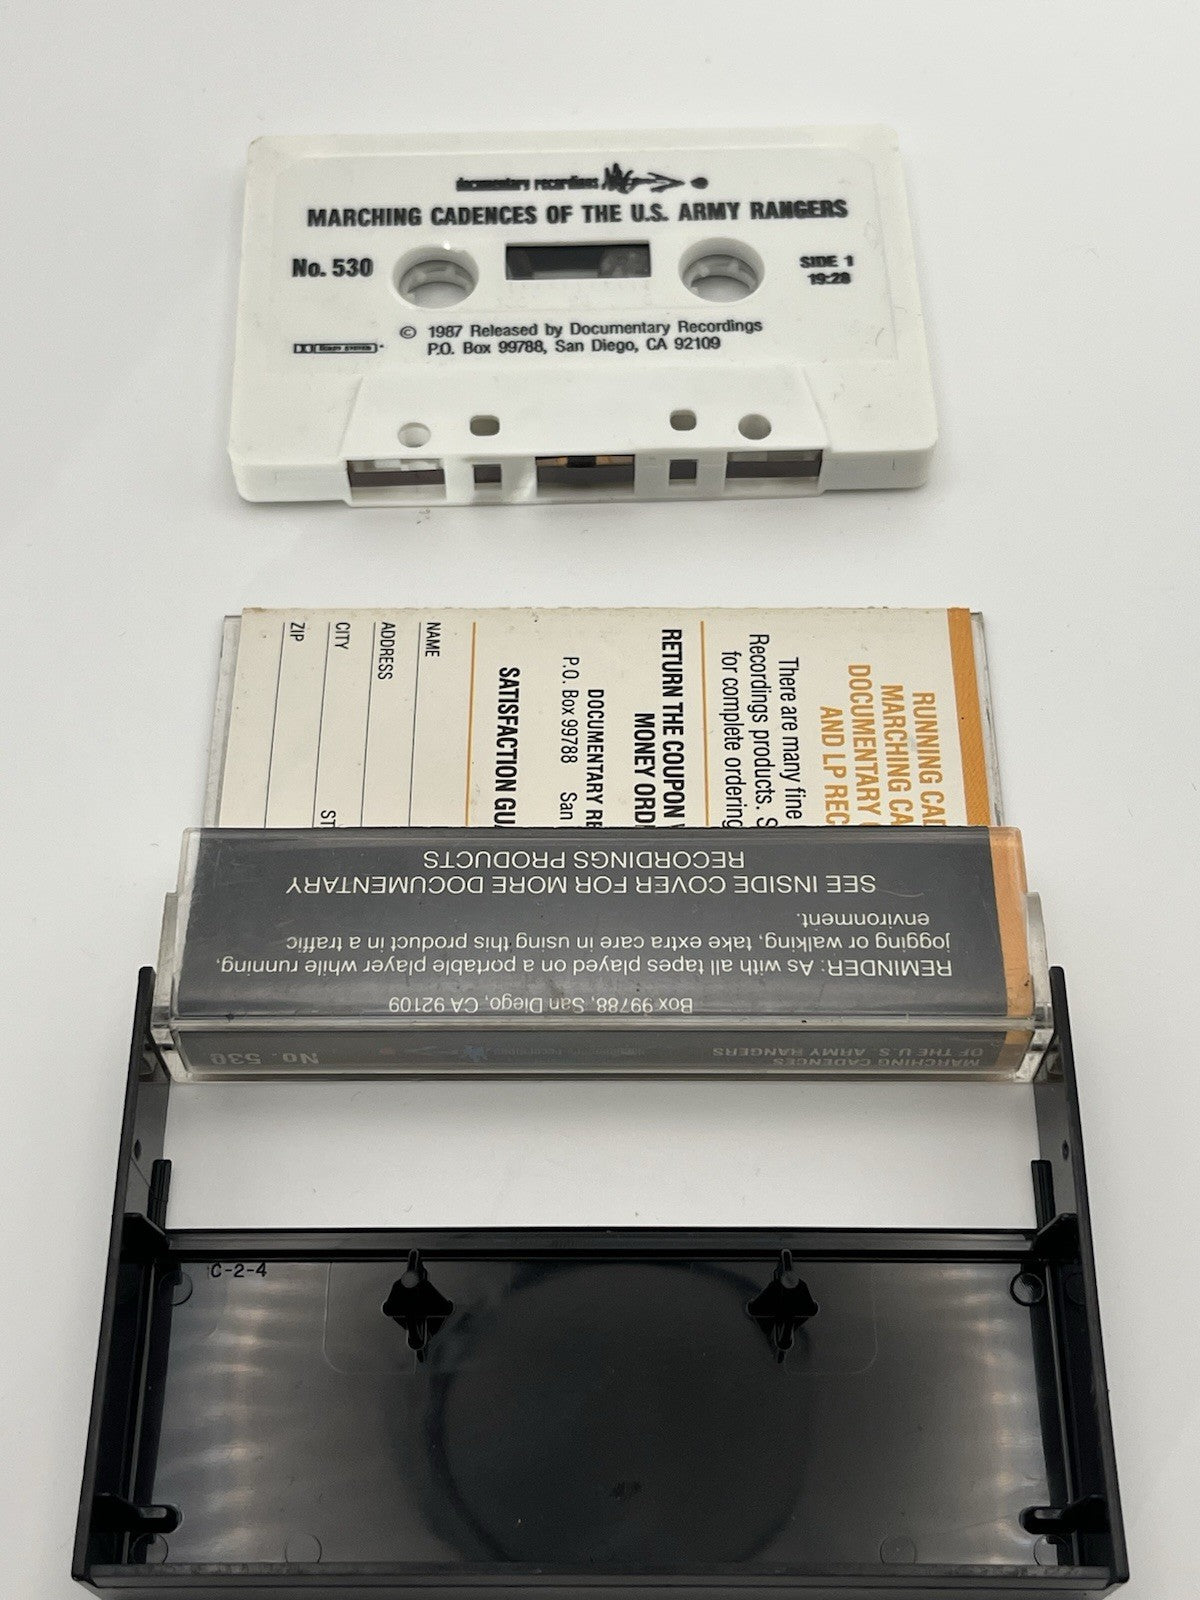 documentary recordings
MARCHING CADENCES OF THE U.S. ARMY RANGERS
No. 530
SIDE 1
19:28
© 1987 Released by Documentary Recordings
P.O. Box 99788, San Diego, CA 92109
RUNNING CAD
MARCHING CA
DOCUMENTARY
AND LP REC
There are many fine
Recordings products. S
for complete ordering
RETURN THE COUPON
MONEY ORD
DOCUMENTARY RE
P.O. Box 99788 San
SATISFACTION GUA
NAME
ADDRESS
CITY
ST
ZIP
MARCHING CADENCES
OF THE U.S. ARMY RANGERS
documentary recordings
No. 530
Box 99788, San Diego, CA 92109
REMINDER: As with all tapes played on a portable player while running,
jogging or walking, take extra care in using this product in a traffic
environment.
SEE INSIDE COVER FOR MORE DOCUMENTARY
RECORDINGS PRODUCTS
C-2-4